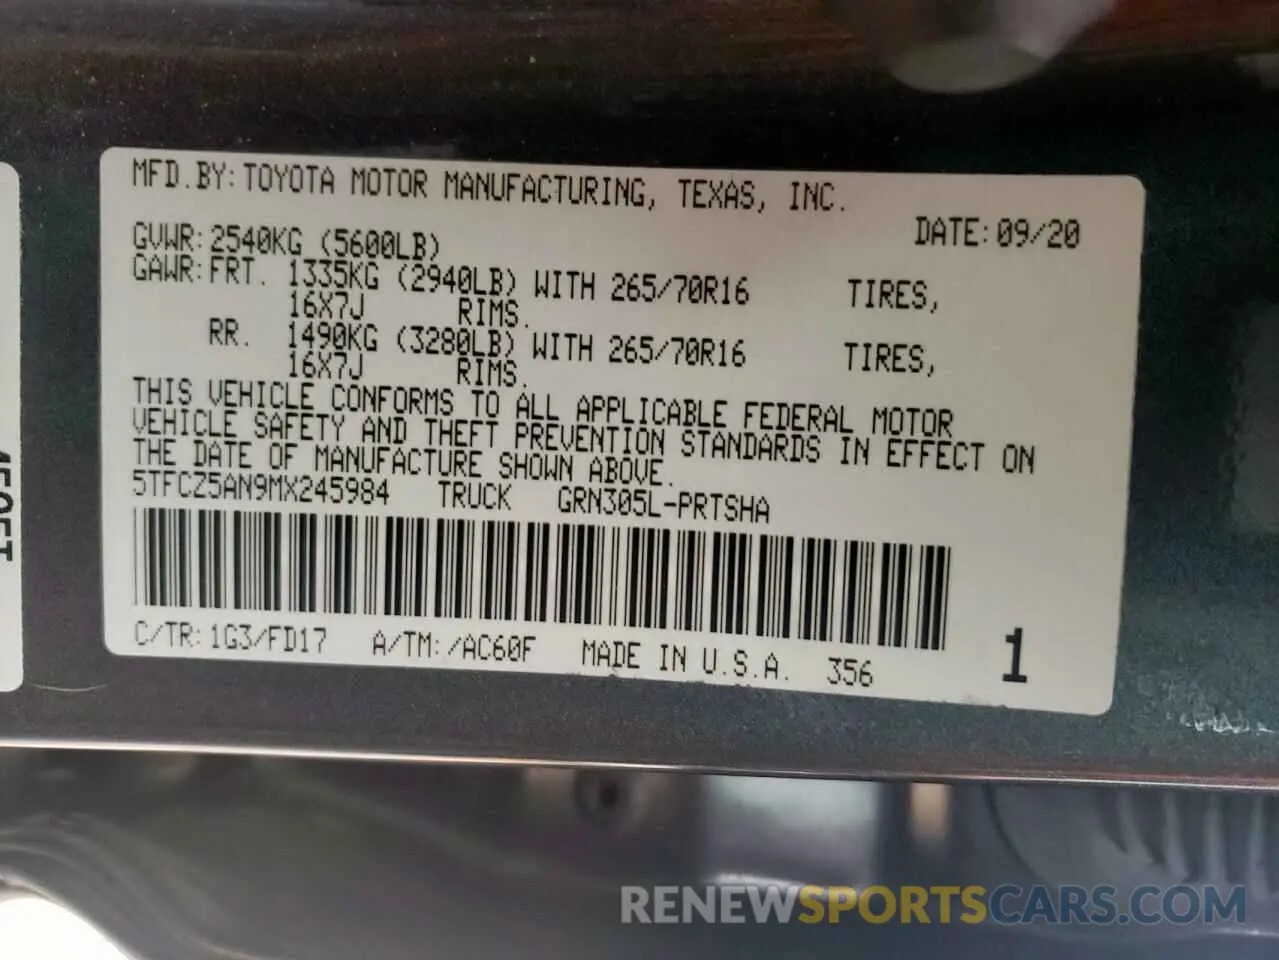 MFD.BY: TOYOTA MOTOR MANUFACTURING, TEXAS, INC.
DATE: 09/20
GVWR: 2540KG (5600LB)
GAWR: FRT. 1335KG (2940LB) WITH 265/70R16 TIRES,
16X7J RIMS.
RR. 1490KG (3280LB) WITH 265/70R16 TIRES,
16X7J RIMS.
THIS VEHICLE CONFORMS TO ALL APPLICABLE FEDERAL MOTOR
VEHICLE SAFETY AND THEFT PREVENTION STANDARDS IN EFFECT ON
THE DATE OF MANUFACTURE SHOWN ABOVE.
5TFCZ5AN9MX245984 TRUCK GRN305L-PRTSHA
C/TR: 1G3/FD17 A/TM: /AC60F MADE IN U.S.A. 356
1
RENEWSPORTSCARS.COM